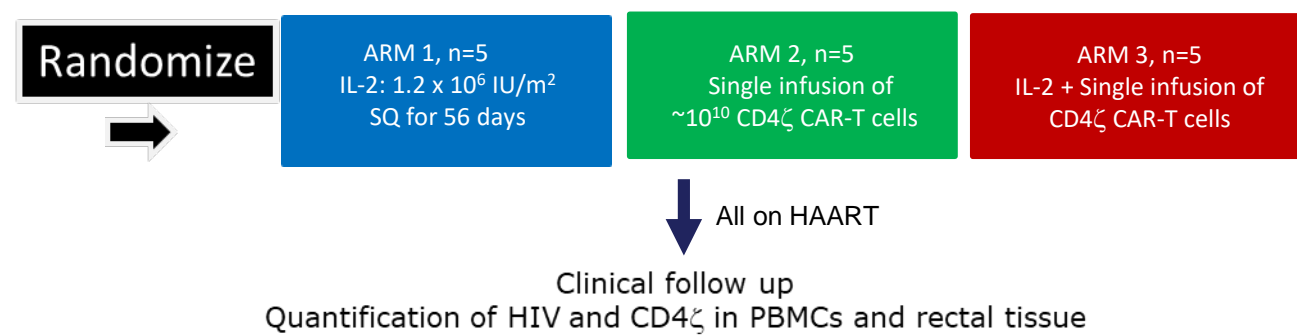 Randomize
ARM 1, n=5
IL-2: 1.2 x 10⁶ IU/m²
SQ for 56 days
ARM 2, n=5
Single infusion of
~10¹⁰ CD4ζ CAR-T cells
ARM 3, n=5
IL-2 + Single infusion of
CD4ζ CAR-T cells
All on HAART
Clinical follow up
Quantification of HIV and CD4ζ in PBMCs and rectal tissue